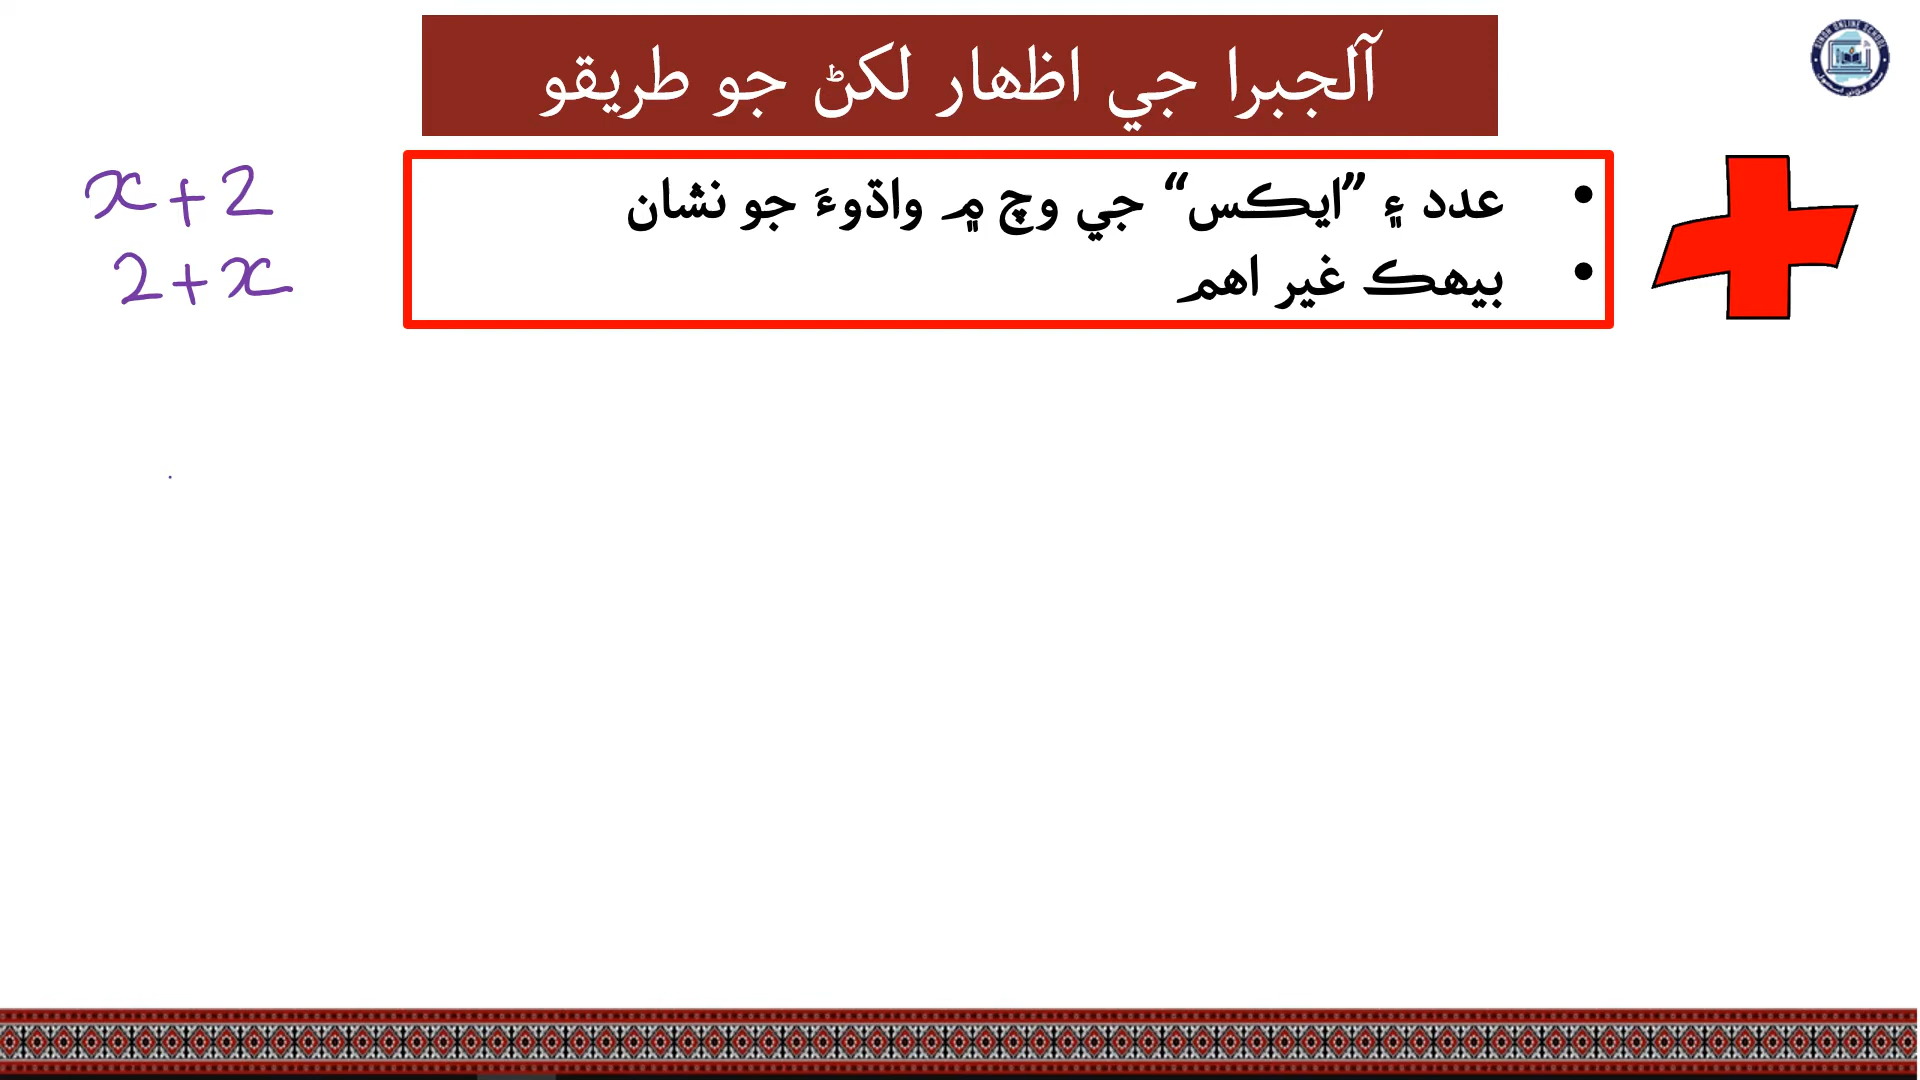 آلجبرا جي اظهار لکڻ جو طريقو
• عدد ۽ ”ايڪس“ جي وچ ۾ واڌوءَ جو نشان
• بيهڪ غير اهم
x + 2
2 + x